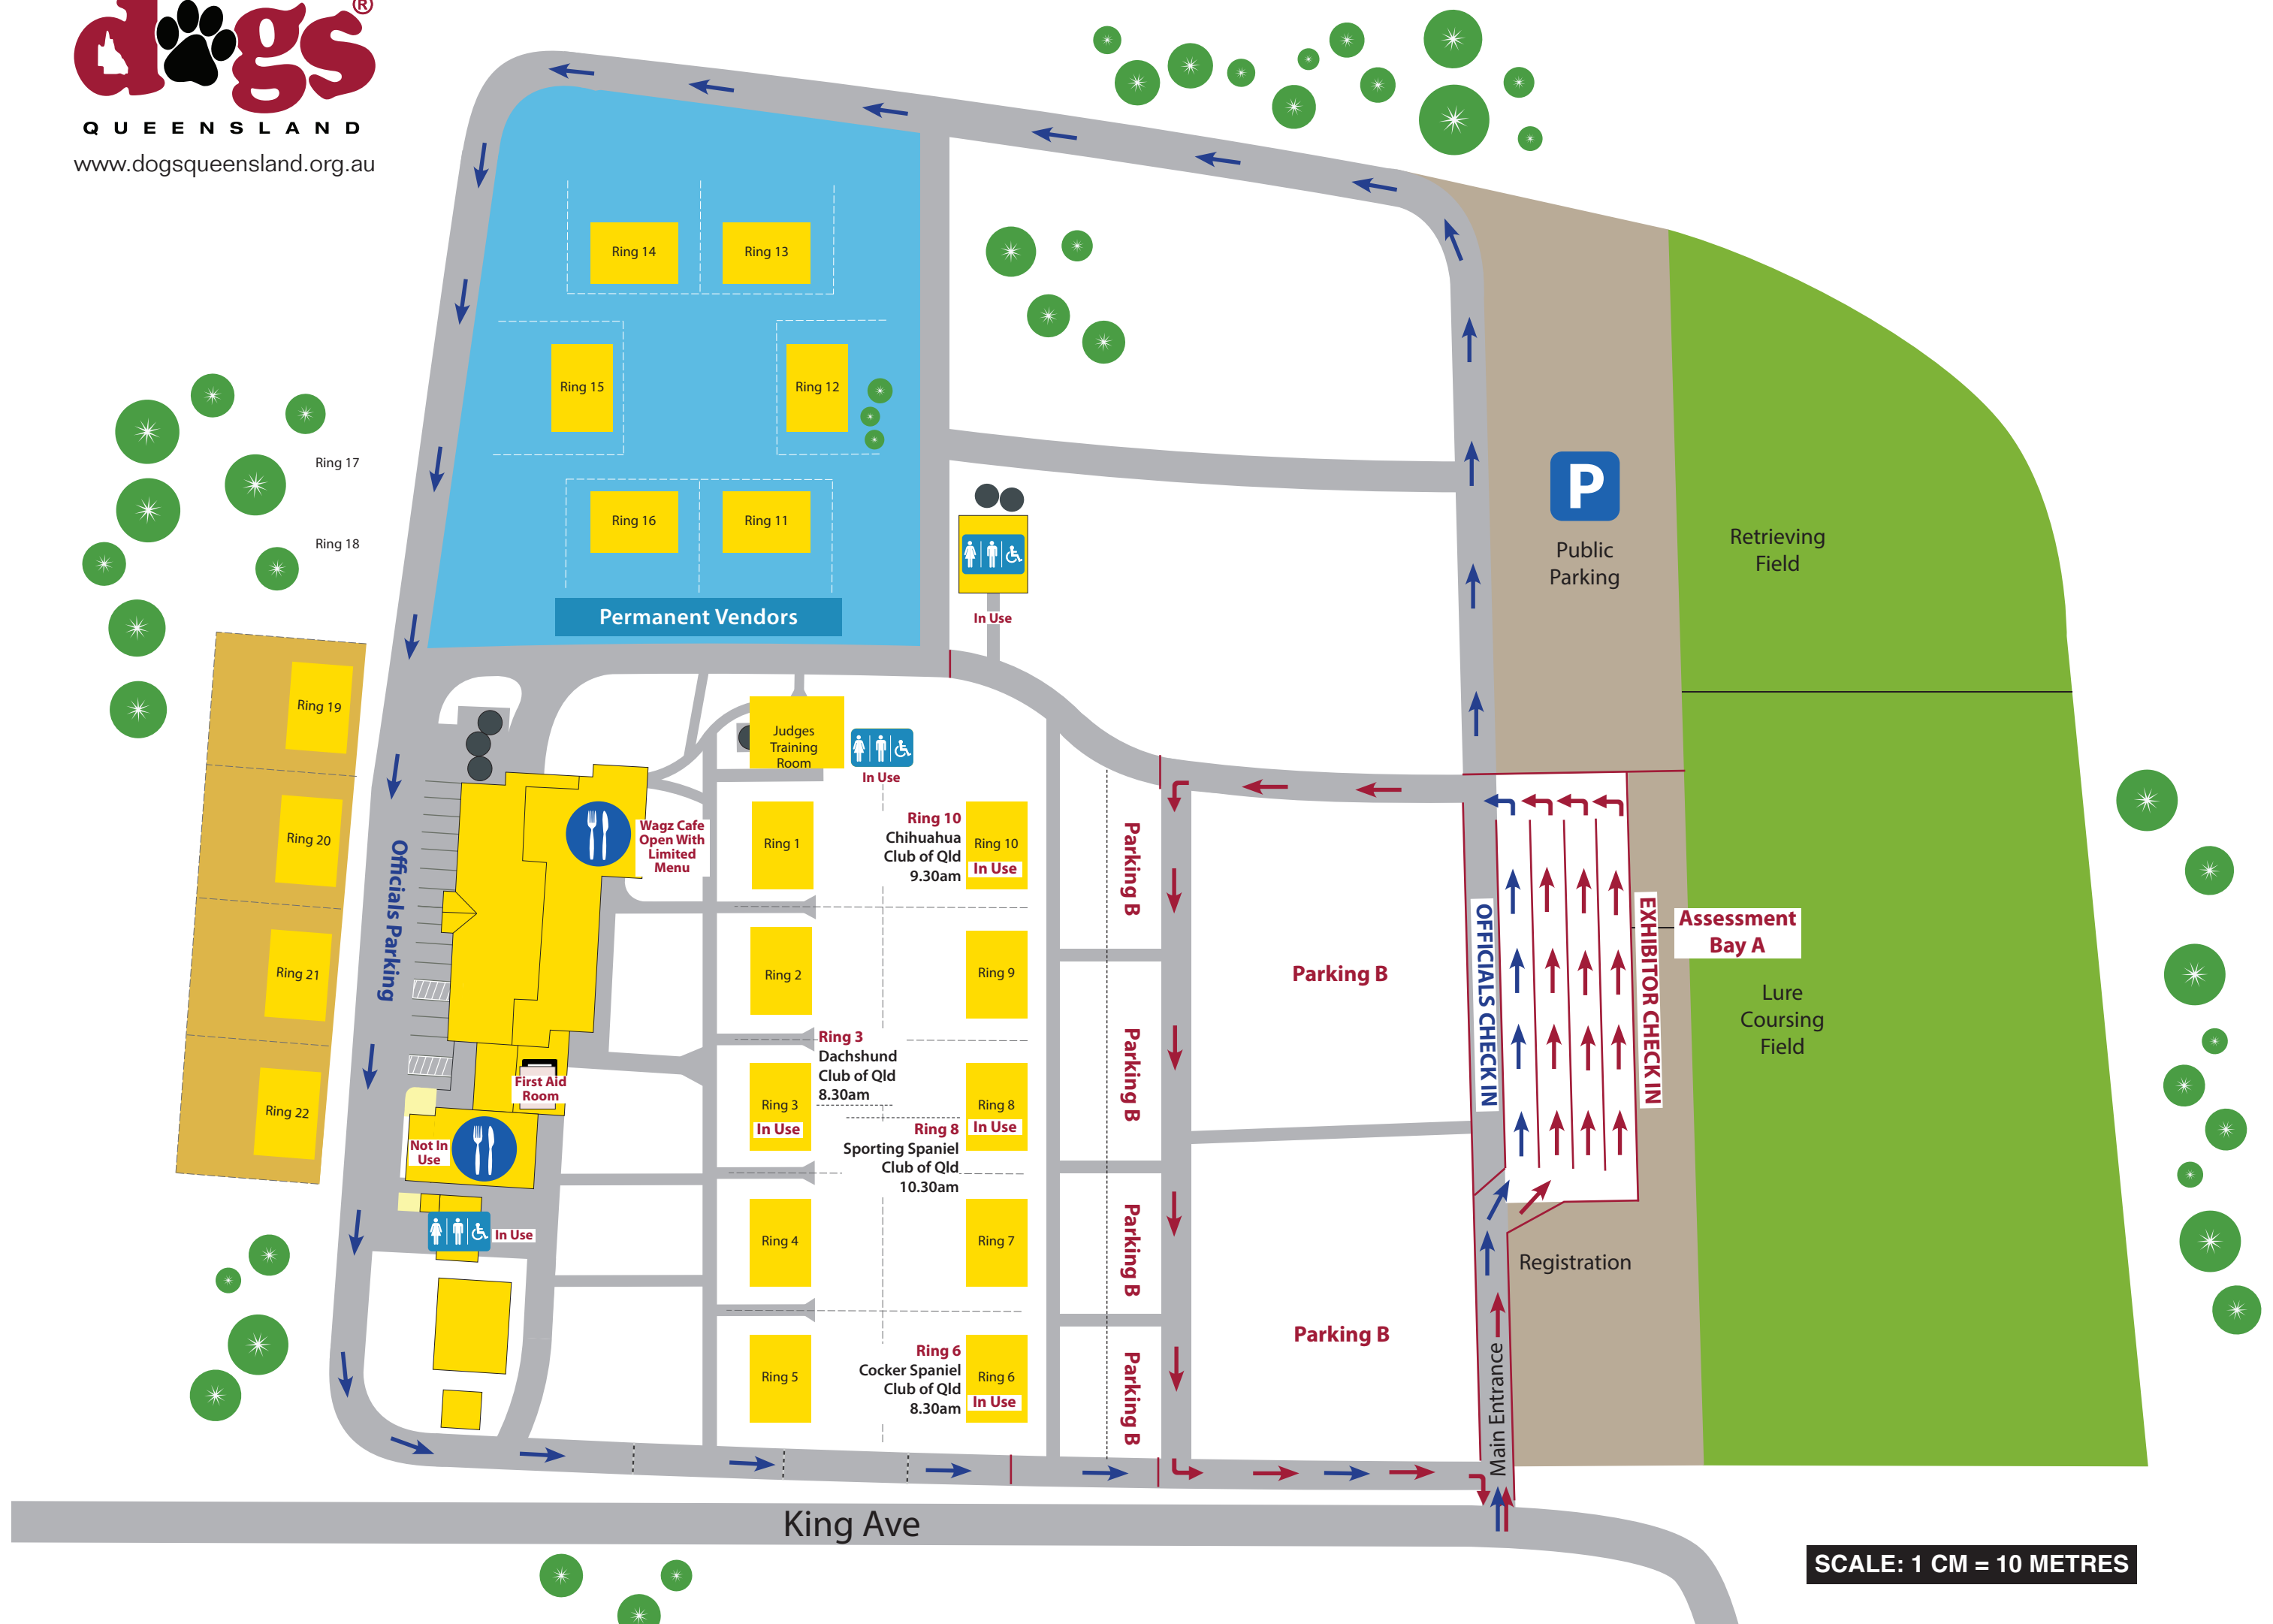 dogs®
QUEENSLAND
www.dogsqueensland.org.au
Ring 14
Ring 13
Ring 15
Ring 12
Ring 17
Ring 18
Ring 16
Ring 11
Permanent Vendors
In Use
P
Public
Parking
Retrieving
Field
Ring 19
Ring 20
Ring 21
Ring 22
Officials Parking
Judges
Training
Room
In Use
Wagz Cafe
Open With
Limited
Menu
Ring 1
Ring 10
Chihuahua
Club of Qld
9.30am
Ring 10
In Use
Ring 2
Ring 9
Ring 3
Dachshund
Club of Qld
8.30am
Ring 3
In Use
Ring 8
In Use
Ring 8
Sporting Spaniel
Club of Qld
10.30am
First Aid
Room
Not In
Use
In Use
Ring 4
Ring 7
Ring 6
Cocker Spaniel
Club of Qld
8.30am
Ring 5
Ring 6
In Use
Parking B
Parking B
Parking B
Parking B
Parking B
Parking B
OFFICIALS CHECK IN
EXHIBITOR CHECK IN
Assessment
Bay A
Lure
Coursing
Field
Registration
Main Entrance
King Ave
SCALE: 1 CM = 10 METRES